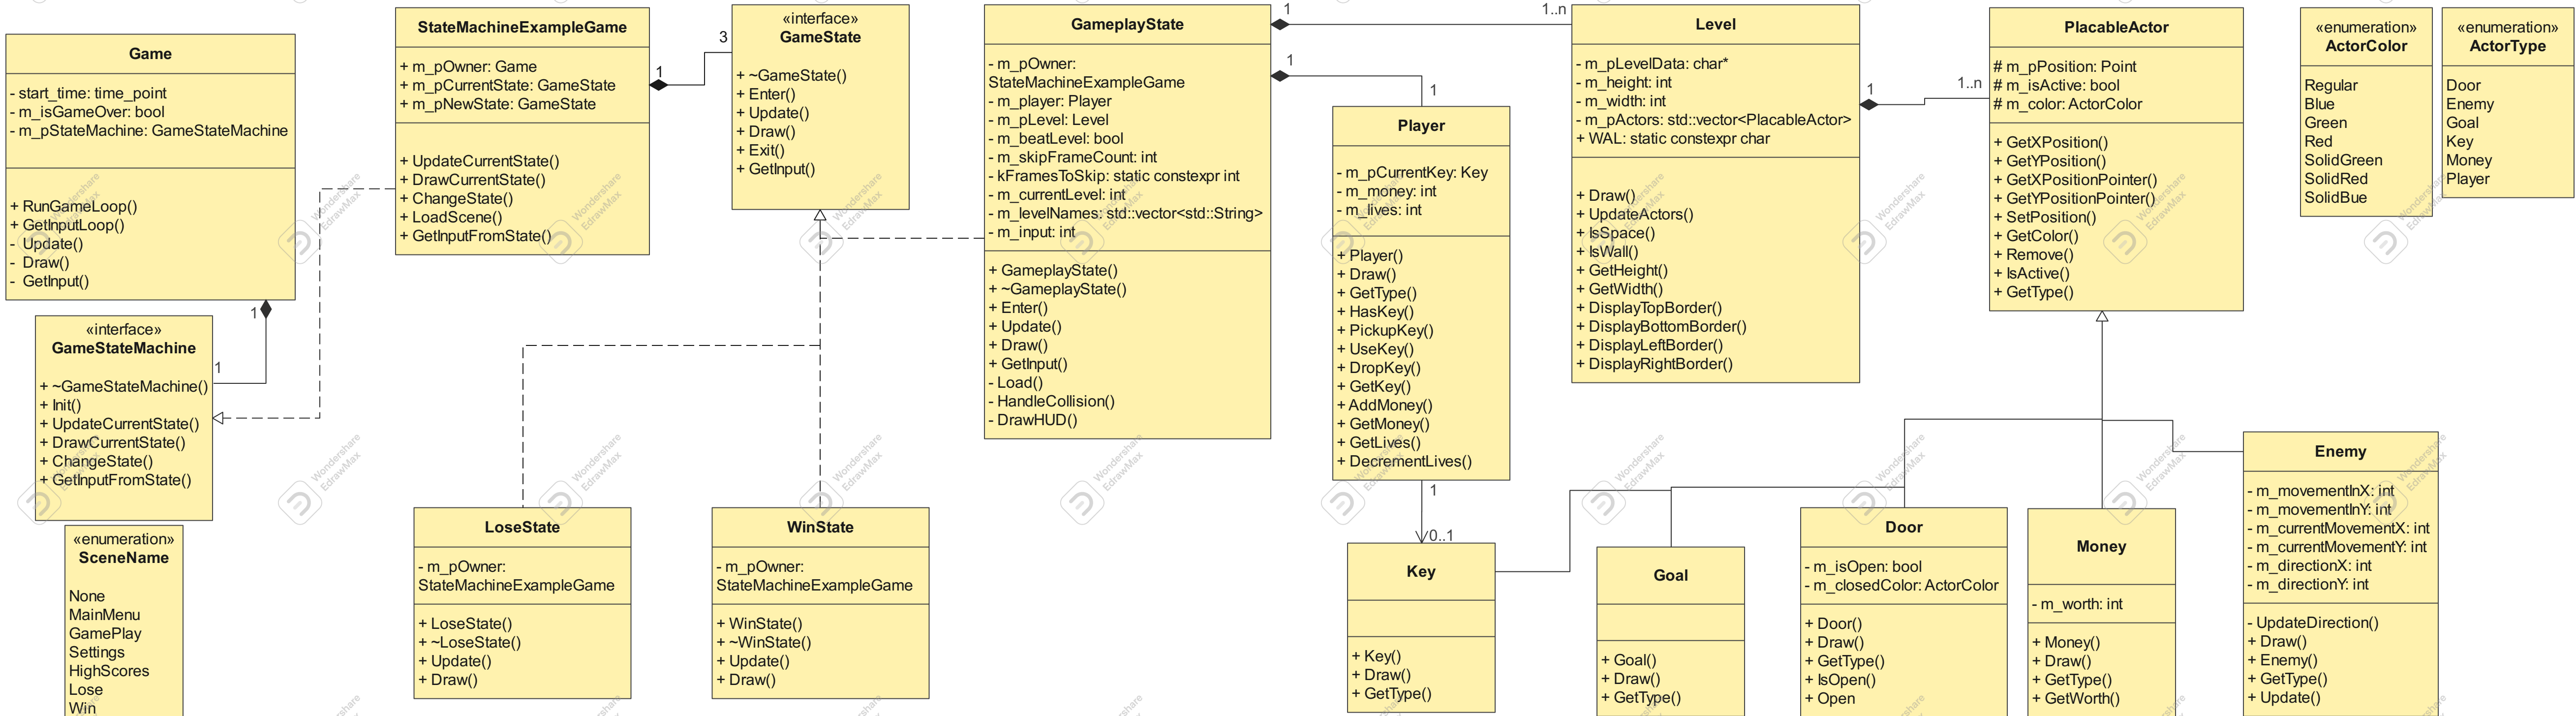 Game
- start_time: time_point
- m_isGameOver: bool
- m_pStateMachine: GameStateMachine
+ RunGameLoop()
+ GetInputLoop()
- Update()
- Draw()
- GetInput()
1
1
«interface»
GameStateMachine
+ ~GameStateMachine()
+ Init()
+ UpdateCurrentState()
+ DrawCurrentState()
+ ChangeState()
+ GetInputFromState()
«enumeration»
SceneName
None
MainMenu
GamePlay
Settings
HighScores
Lose
Win
StateMachineExampleGame
+ m_pOwner: Game
+ m_pCurrentState: GameState
+ m_pNewState: GameState
+ UpdateCurrentState()
+ DrawCurrentState()
+ ChangeState()
+ LoadScene()
+ GetInputFromState()
1
3
«interface»
GameState
+ ~GameState()
+ Enter()
+ Update()
+ Draw()
+ Exit()
+ GetInput()
LoseState
- m_pOwner:
StateMachineExampleGame
+ LoseState()
+ ~LoseState()
+ Update()
+ Draw()
WinState
- m_pOwner:
StateMachineExampleGame
+ WinState()
+ ~WinState()
+ Update()
+ Draw()
GameplayState
- m_pOwner:
StateMachineExampleGame
- m_player: Player
- m_pLevel: Level
- m_beatLevel: bool
- m_skipFrameCount: int
- kFramesToSkip: static constexpr int
- m_currentLevel: int
- m_levelNames: std::vector<std::String>
- m_input: int
+ GameplayState()
+ ~GameplayState()
+ Enter()
+ Update()
+ Draw()
+ GetInput()
- Load()
- HandleCollision()
- DrawHUD()
1
1..n
1
1
Player
- m_pCurrentKey: Key
- m_money: int
- m_lives: int
+ Player()
+ Draw()
+ GetType()
+ HasKey()
+ PickupKey()
+ UseKey()
+ DropKey()
+ GetKey()
+ AddMoney()
+ GetMoney()
+ GetLives()
+ DecrementLives()
1
0..1
Key
+ Key()
+ Draw()
+ GetType()
Level
- m_pLevelData: char*
- m_height: int
- m_width: int
- m_pActors: std::vector<PlacableActor>
+ WAL: static constexpr char
+ Draw()
+ UpdateActors()
+ IsSpace()
+ IsWall()
+ GetHeight()
+ GetWidth()
+ DisplayTopBorder()
+ DisplayBottomBorder()
+ DisplayLeftBorder()
+ DisplayRightBorder()
1
1..n
Goal
+ Goal()
+ Draw()
+ GetType()
PlacableActor
# m_pPosition: Point
# m_isActive: bool
# m_color: ActorColor
+ GetXPosition()
+ GetYPosition()
+ GetXPositionPointer()
+ GetYPositionPointer()
+ SetPosition()
+ GetColor()
+ Remove()
+ IsActive()
+ GetType()
Door
- m_isOpen: bool
- m_closedColor: ActorColor
+ Door()
+ Draw()
+ GetType()
+ IsOpen()
+ Open
Money
- m_worth: int
+ Money()
+ Draw()
+ GetType()
+ GetWorth()
Enemy
- m_movementInX: int
- m_movementInY: int
- m_currentMovementX: int
- m_currentMovementY: int
- m_directionX: int
- m_directionY: int
- UpdateDirection()
+ Draw()
+ Enemy()
+ GetType()
+ Update()
«enumeration»
ActorColor
Regular
Blue
Green
Red
SolidGreen
SolidRed
SolidBue
«enumeration»
ActorType
Door
Enemy
Goal
Key
Money
Player
Wondershare
EdrawMax